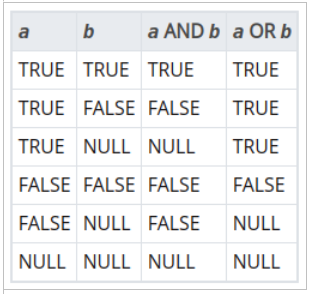 a b a AND b a OR b
TRUE TRUE TRUE TRUE
TRUE FALSE FALSE TRUE
TRUE NULL NULL TRUE
FALSE FALSE FALSE FALSE
FALSE NULL FALSE NULL
NULL NULL NULL NULL